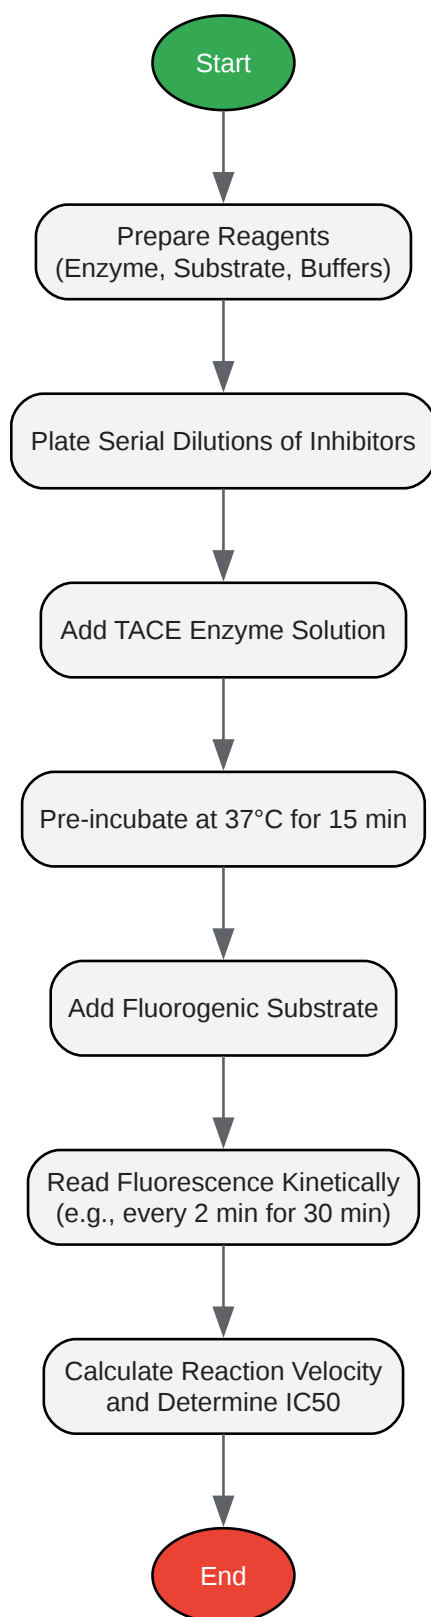 Start
Prepare Reagents
(Enzyme, Substrate, Buffers)
Plate Serial Dilutions of Inhibitors
Add TACE Enzyme Solution
Pre-incubate at 37°C for 15 min
Add Fluorogenic Substrate
Read Fluorescence Kinetically
(e.g., every 2 min for 30 min)
Calculate Reaction Velocity
and Determine IC50
End